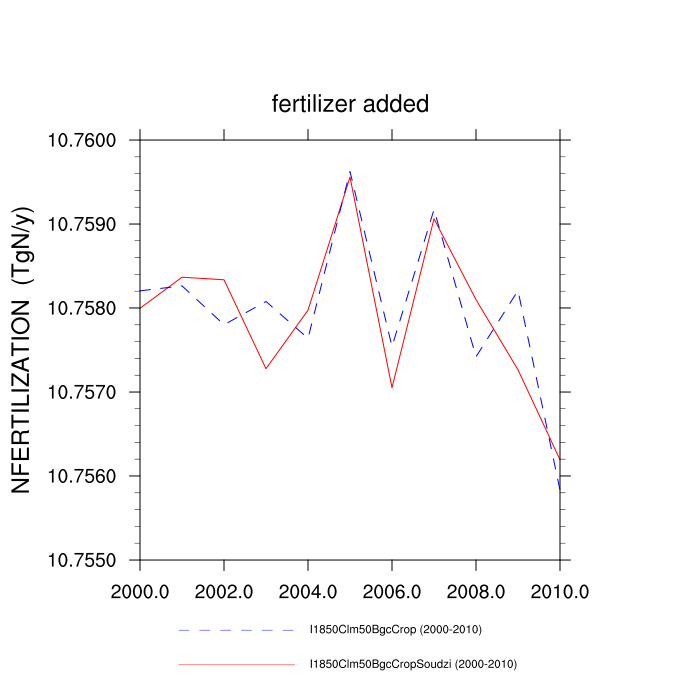 fertilizer added
NFERTILIZATION (TgN/y)
10.7600
10.7590
10.7580
10.7570
10.7560
10.7550
2000.0 2002.0 2004.0 2006.0 2008.0 2010.0
I1850Clm50BgcCrop (2000-2010)
I1850Clm50BgcCropSoudzi (2000-2010)